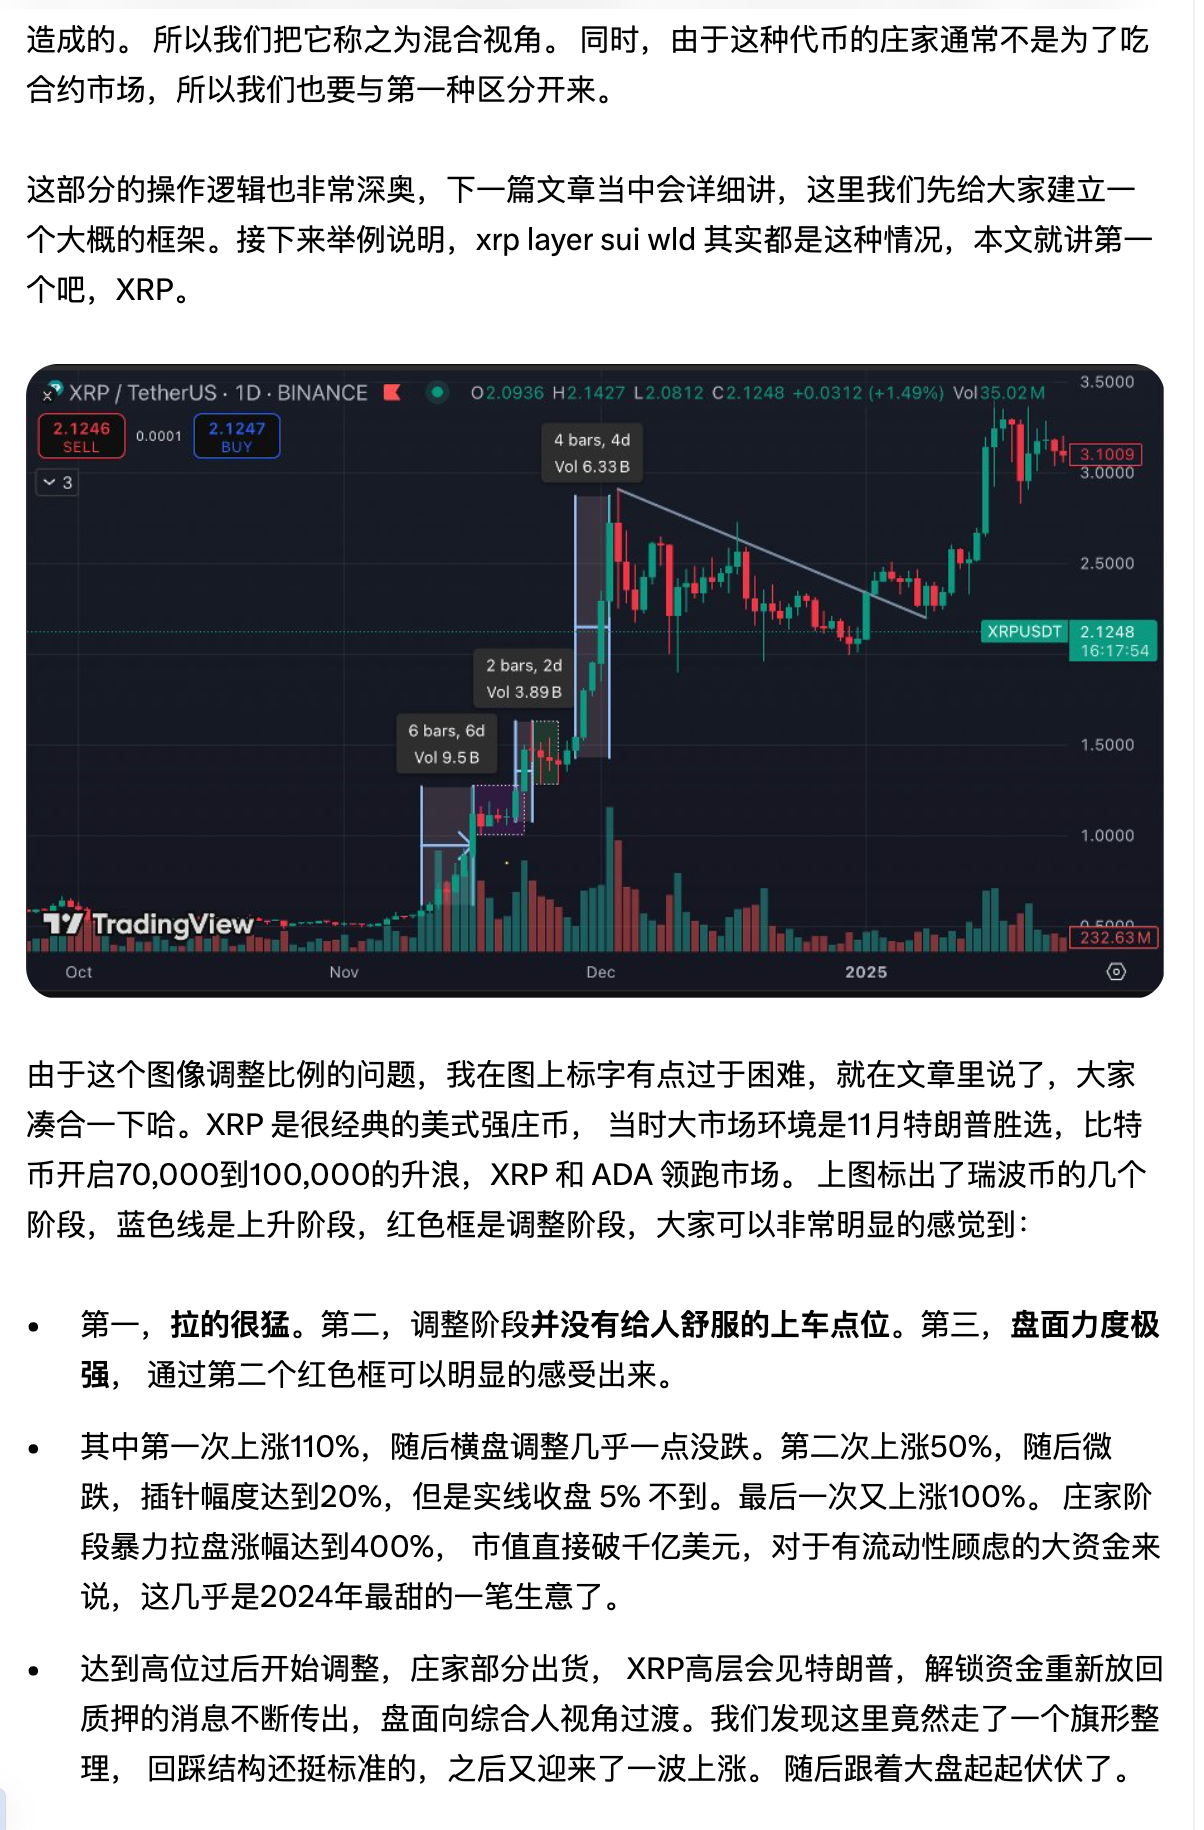 造成的。 所以我们把它称之为混合视角。 同时，由于这种代币的庄家通常不是为了吃
合约市场，所以我们也要与第一种区分开来。
这部分的操作逻辑也非常深奥，下一篇文章当中会详细讲，这里我们先给大家建立一
个大概的框架。接下来举例说明，xrp layer sui wld 其实都是这种情况，本文就讲第一
个吧，XRP。
XRP / TetherUS · 1D · BINANCE O2.0936 H2.1427 L2.0812 C2.1248 +0.0312 (+1.49%) Vol35.02M
2.1246
SELL
0.0001
2.1247
BUY
3
4 bars, 4d
Vol 6.33B
2 bars, 2d
Vol 3.89B
6 bars, 6d
Vol 9.5B
3.5000
3.1009
3.0000
2.5000
XRPUSDT 2.1248
16:17:54
1.5000
1.0000
0.5000
232.63M
TradingView
Oct Nov Dec 2025
由于这个图像调整比例的问题，我在图上标字有点过于困难，就在文章里说了，大家
凑合一下哈。XRP 是很经典的美式强庄币， 当时大市场环境是11月特朗普胜选，比特
币开启70,000到100,000的升浪，XRP 和 ADA 领跑市场。 上图标出了瑞波币的几个
阶段，蓝色线是上升阶段，红色框是调整阶段，大家可以非常明显的感觉到：
• 第一，拉的很猛。第二，调整阶段并没有给人舒服的上车点位。第三，盘面力度极
强， 通过第二个红色框可以明显的感受出来。
• 其中第一次上涨110%，随后横盘调整几乎一点没跌。第二次上涨50%，随后微
跌，插针幅度达到20%，但是实线收盘 5% 不到。最后一次又上涨100%。 庄家阶
段暴力拉盘涨幅达到400%， 市值直接破千亿美元，对于有流动性顾虑的大资金来
说，这几乎是2024年最甜的一笔生意了。
• 达到高位过后开始调整，庄家部分出货， XRP高层会见特朗普，解锁资金重新放回
质押的消息不断传出，盘面向综合人视角过渡。我们发现这里竟然走了一个旗形整
理， 回踩结构还挺标准的，之后又迎来了一波上涨。 随后跟着大盘起起伏伏了。